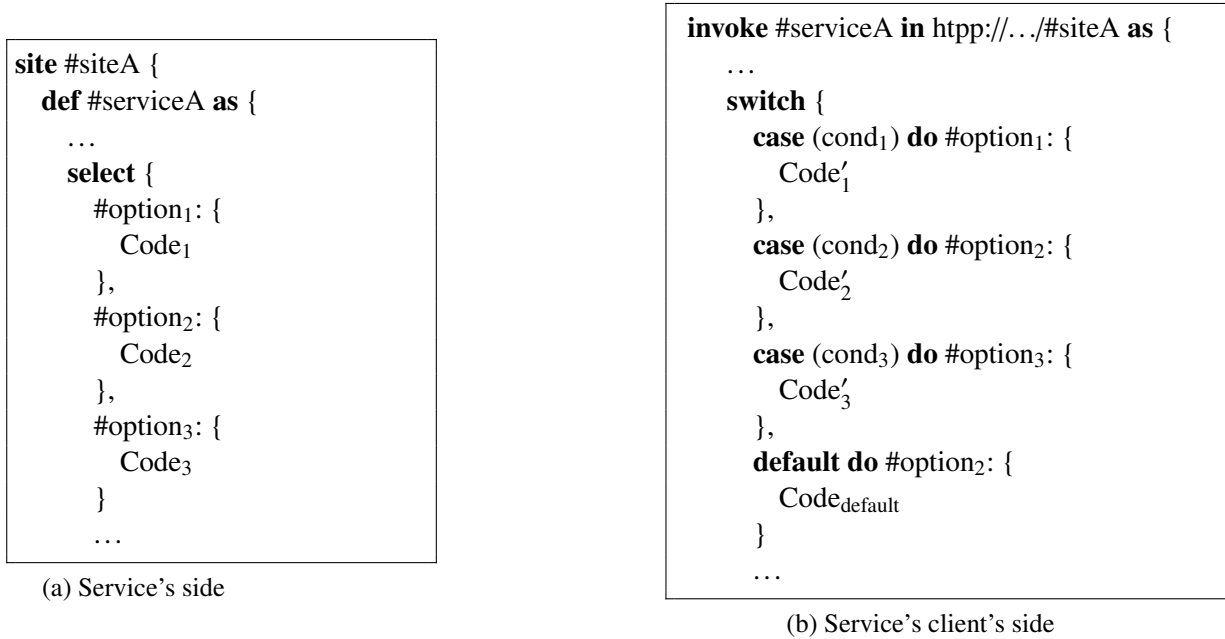 site #siteA {
def #serviceA as {
…
select {
#option₁: {
Code₁
},
#option₂: {
Code₂
},
#option₃: {
Code₃
}
…
(a) Service's side
invoke #serviceA in htpp://…/#siteA as {
…
switch {
case (cond₁) do #option₁: {
Code′₁
},
case (cond₂) do #option₂: {
Code′₂
},
case (cond₃) do #option₃: {
Code′₃
},
default do #option₂: {
Code_default
}
…
(b) Service's client's side